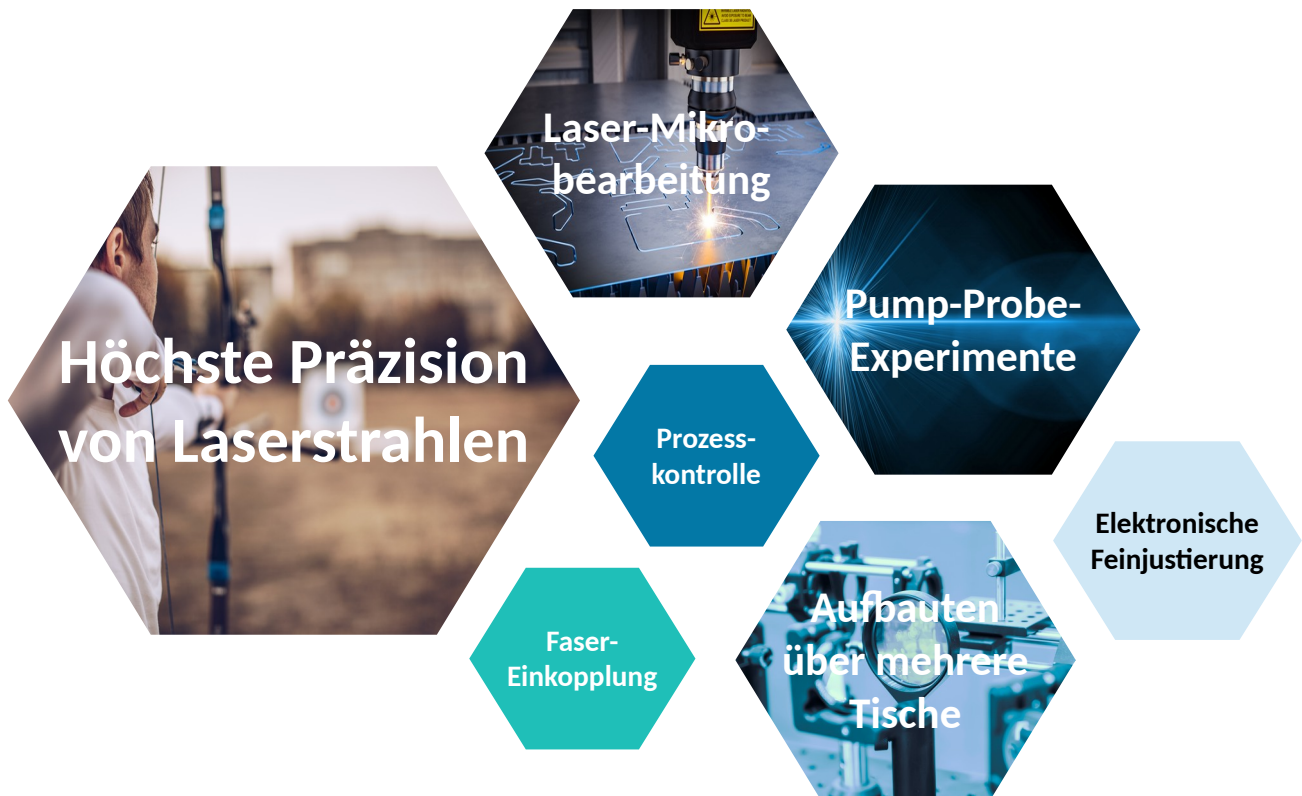 Laser-Mikro-
bearbeitung
Höchste Präzision
von Laserstrahlen
Pump-Probe-
Experimente
Prozess-
kontrolle
Elektronische
Feinjustierung
Faser-
Einkopplung
Aufbauten
über mehrere
Tische